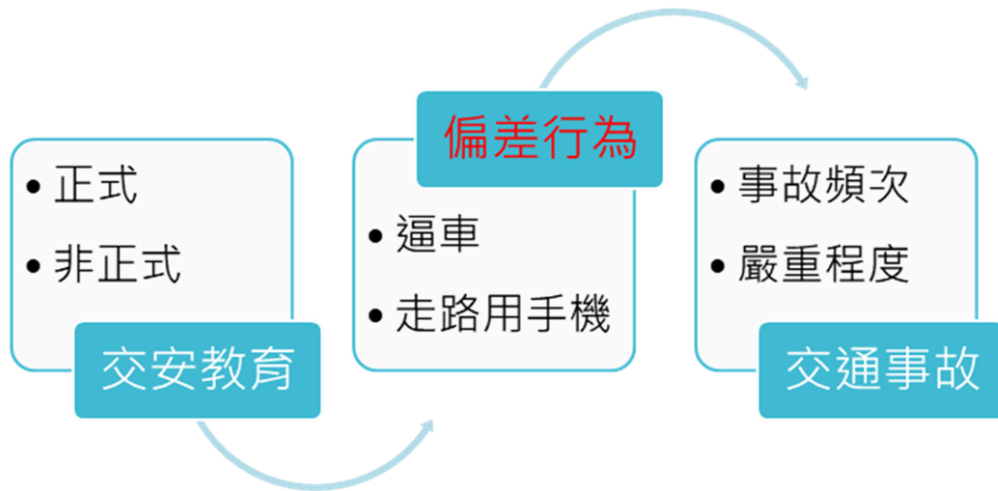 • 正式
• 非正式
交安教育
偏差行為
• 逼車
• 走路用手機
• 事故頻次
• 嚴重程度
交通事故